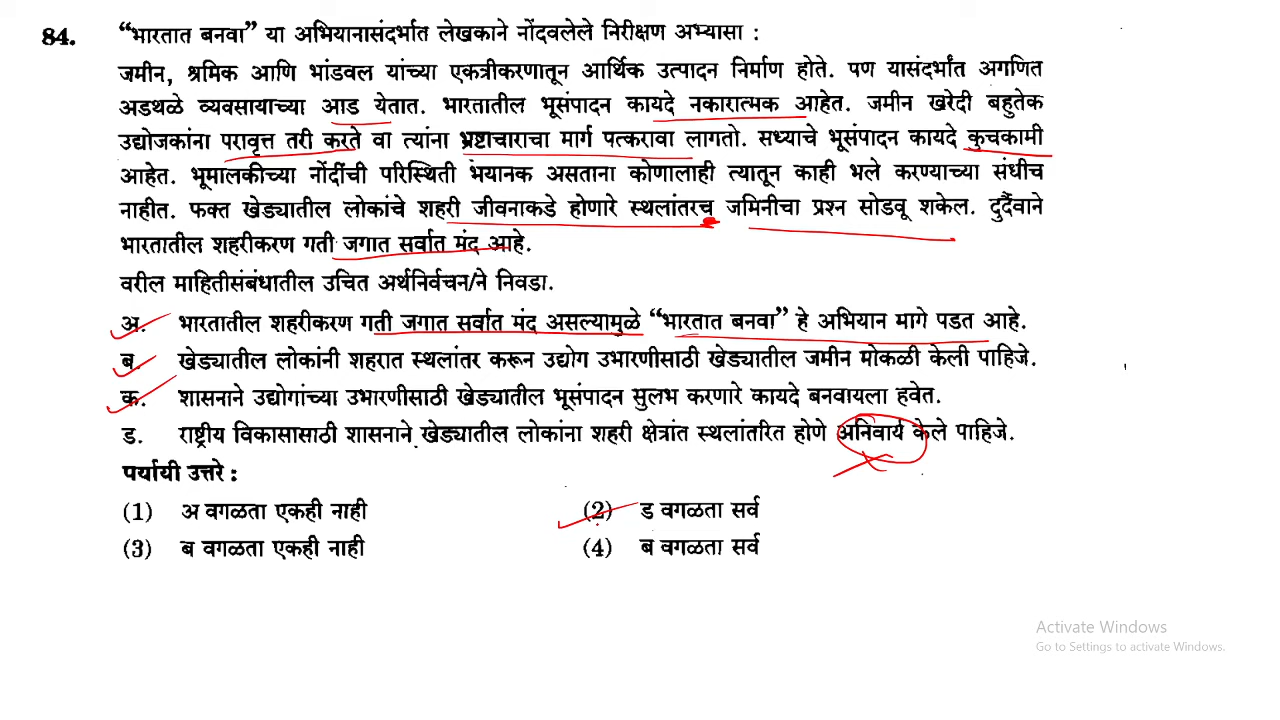 84. “भारतात बनवा” या अभियानासंदर्भात लेखकाने नोंदवलेले निरीक्षण अभ्यासा :
जमीन, श्रमिक आणि भांडवल यांच्या एकत्रीकरणातून आर्थिक उत्पादन निर्माण होते. पण यासंदर्भांत अगणित
अडथळे व्यवसायाच्या आड येतात. भारतातील भूसंपादन कायदे नकारात्मक आहेत. जमीन खरेदी बहुतेक
उद्योजकांना परावृत्त तरी करते वा त्यांना भ्रष्टाचाराचा मार्ग पत्करावा लागतो. सध्याचे भूसंपादन कायदे कुचकामी
आहेत. भूमालकीच्या नोंदींची परिस्थिती भयानक असताना कोणालाही त्यातून काही भले करण्याच्या संधीच
नाहीत. फक्त खेड्यातील लोकांचे शहरी जीवनाकडे होणारे स्थलांतरच जमिनीचा प्रश्न सोडवू शकेल. दुर्दैवाने
भारतातील शहरीकरण गती जगात सर्वात मंद आहे.
वरील माहितीसंबंधातील उचित अर्थनिर्वचन/ने निवडा.
अ. भारतातील शहरीकरण गती जगात सर्वात मंद असल्यामुळे “भारतात बनवा” हे अभियान मागे पडत आहे.
ब. खेड्यातील लोकांनी शहरात स्थलांतर करून उद्योग उभारणीसाठी खेड्यातील जमीन मोकळी केली पाहिजे.
क. शासनाने उद्योगांच्या उभारणीसाठी खेड्यातील भूसंपादन सुलभ करणारे कायदे बनवायला हवेत.
ड. राष्ट्रीय विकासासाठी शासनाने खेड्यातील लोकांना शहरी क्षेत्रांत स्थलांतरित होणे अनिवार्य केले पाहिजे.
पर्यायी उत्तरे :
(1) अ वगळता एकही नाही (2) ड वगळता सर्व
(3) ब वगळता एकही नाही (4) ब वगळता सर्व
Activate Windows
Go to Settings to activate Windows.